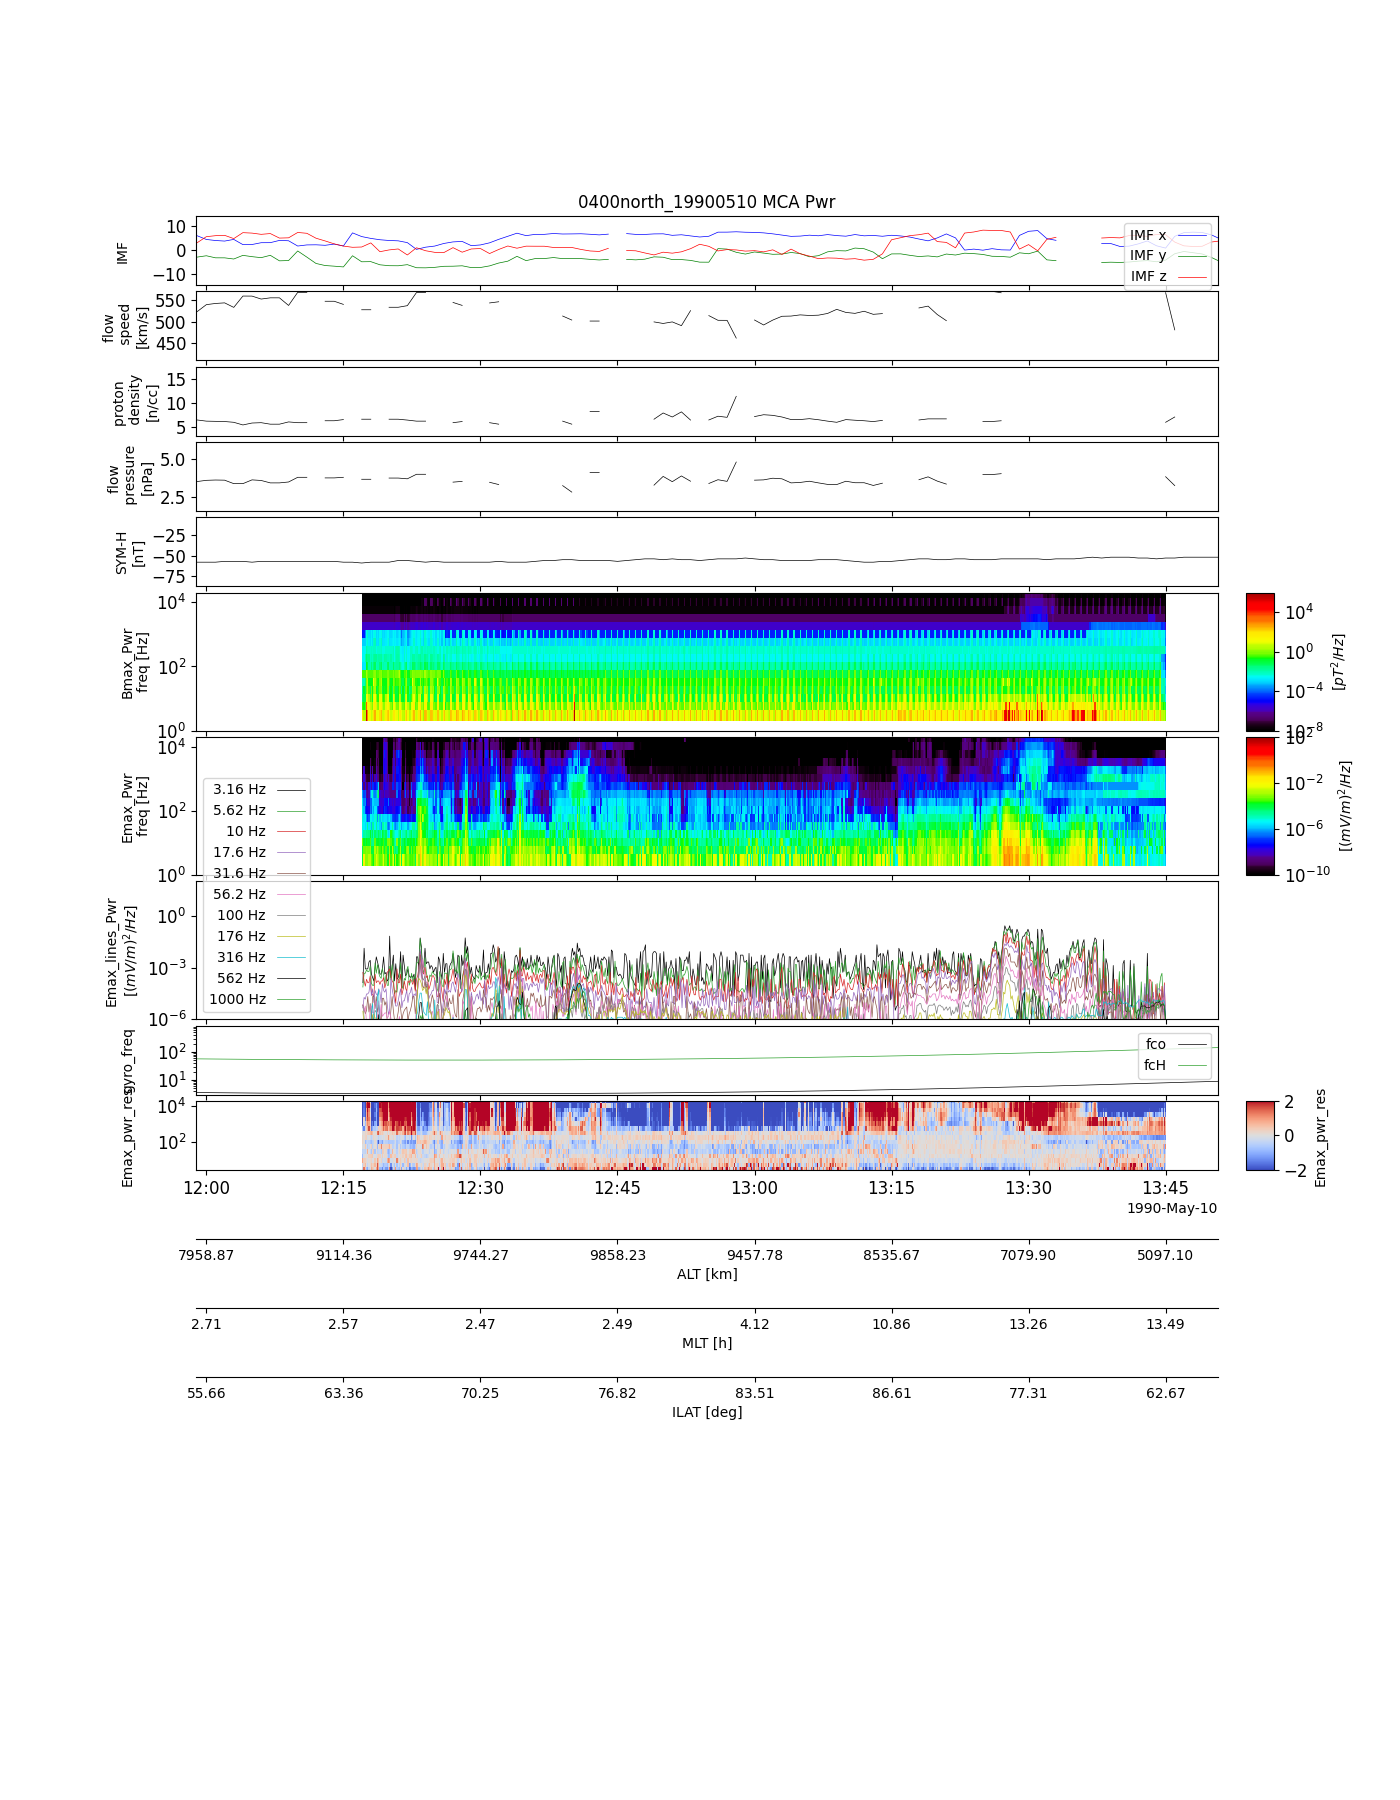 0400north_19900510 MCA Pwr
IMF
10
0
−10
IMF x
IMF y
IMF z
flow
speed
[km/s]
550
500
450
proton
density
[n/cc]
15
10
5
flow
pressure
[nPa]
5.0
2.5
SYM-H
[nT]
−25
−50
−75
Bmax_Pwr
freq [Hz]
10^4
10^2
10^0
10^4
10^0
10^−4
10^−8
[pT^2/Hz]
Emax_Pwr
freq [Hz]
10^4
10^2
10^0
10^2
10^−2
10^−6
10^−10
[(mV/m)^2/Hz]
3.16 Hz
5.62 Hz
10 Hz
17.6 Hz
31.6 Hz
56.2 Hz
100 Hz
176 Hz
316 Hz
562 Hz
1000 Hz
Emax_lines_Pwr
[(mV/m)^2/Hz]
10^0
10^−3
10^−6
gyro_freq
10^2
10^1
fco
fcH
Emax_pwr_res
10^4
10^2
2
0
−2
Emax_pwr_res
12:00 12:15 12:30 12:45 13:00 13:15 13:30 13:45
1990-May-10
7958.87 9114.36 9744.27 9858.23 9457.78 8535.67 7079.90 5097.10
ALT [km]
2.71 2.57 2.47 2.49 4.12 10.86 13.26 13.49
MLT [h]
55.66 63.36 70.25 76.82 83.51 86.61 77.31 62.67
ILAT [deg]